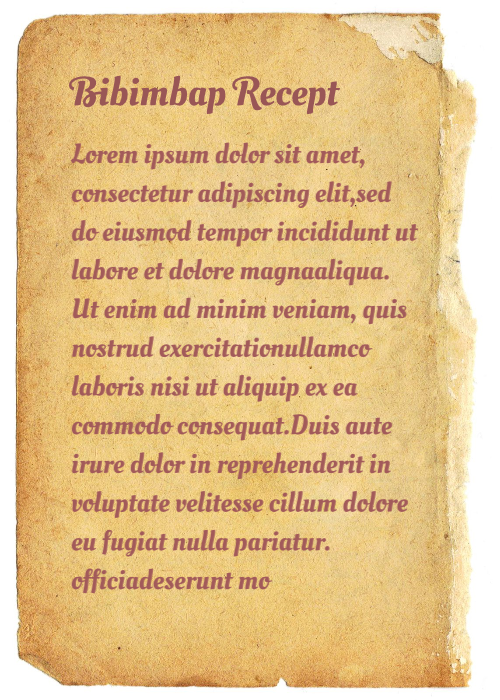 Bibimbap Recept
Lorem ipsum dolor sit amet,
consectetur adipiscing elit,sed
do eiusmod tempor incididunt ut
labore et dolore magnaaliqua.
Ut enim ad minim veniam, quis
nostrud exercitationullamco
laboris nisi ut aliquip ex ea
commodo consequat.Duis aute
irure dolor in reprehenderit in
voluptate velitesse cillum dolore
eu fugiat nulla pariatur.
officiadeserunt mo